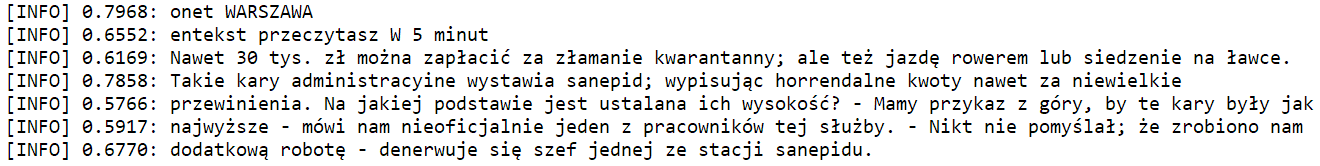 [INFO] 0.7968: onet WARSZAWA
[INFO] 0.6552: entekst przeczytasz W 5 minut
[INFO] 0.6169: Nawet 30 tys. zł można zapłacić za złamanie kwarantanny; ale też jazdę rowerem lub siedzenie na ławce.
[INFO] 0.7858: Takie kary administracyjne wystawia sanepid; wypisując horrendalne kwoty nawet za niewielkie
[INFO] 0.5766: przewinienia. Na jakiej podstawie jest ustalana ich wysokość? - Mamy przykaz z góry, by te kary były jak
[INFO] 0.5917: najwyższe - mówi nam nieoficjalnie jeden z pracowników tej służby. - Nikt nie pomyślał; że zrobiono nam
[INFO] 0.6770: dodatkową robotę - denerwuje się szef jednej ze stacji sanepidu.